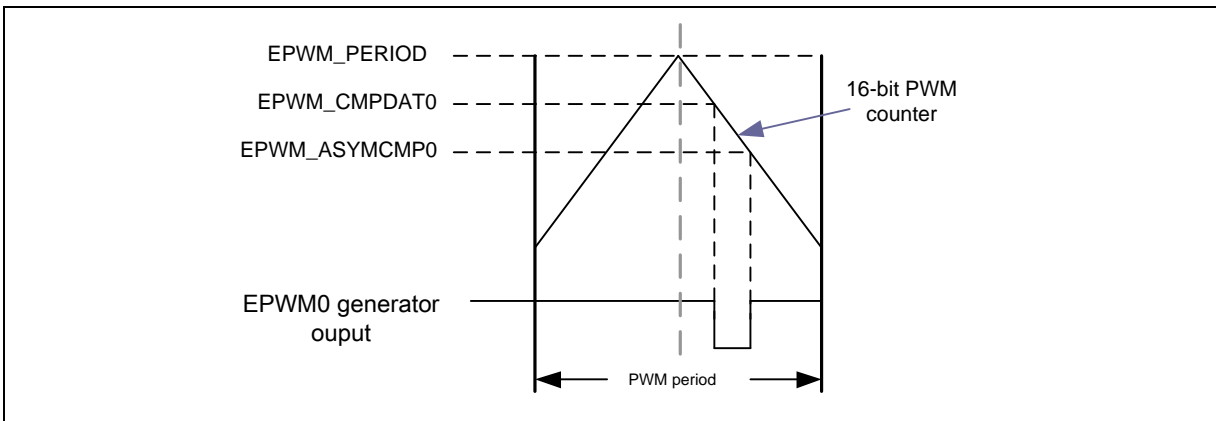 EPWM_PERIOD
EPWM_CMPDAT0
EPWM_ASYMCMP0
16-bit PWM
counter
EPWM0 generator
ouput
PWM period